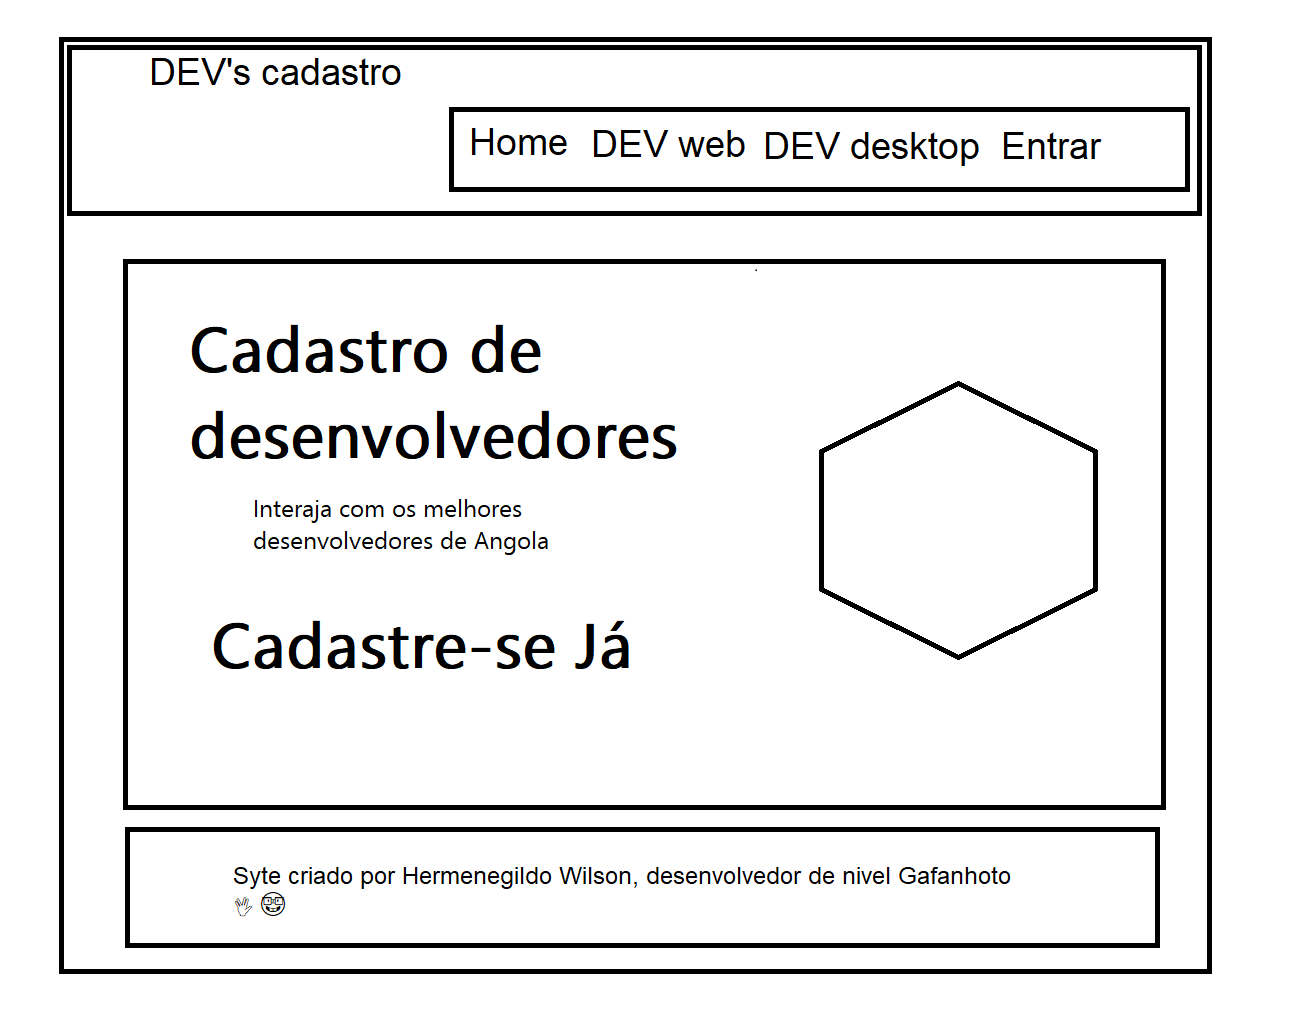 DEV's cadastro
Home DEV web DEV desktop Entrar
Cadastro de
desenvolvedores
Interaja com os melhores
desenvolvedores de Angola
Cadastre-se Já
Syte criado por Hermenegildo Wilson, desenvolvedor de nivel Gafanhoto
🖖 🤓